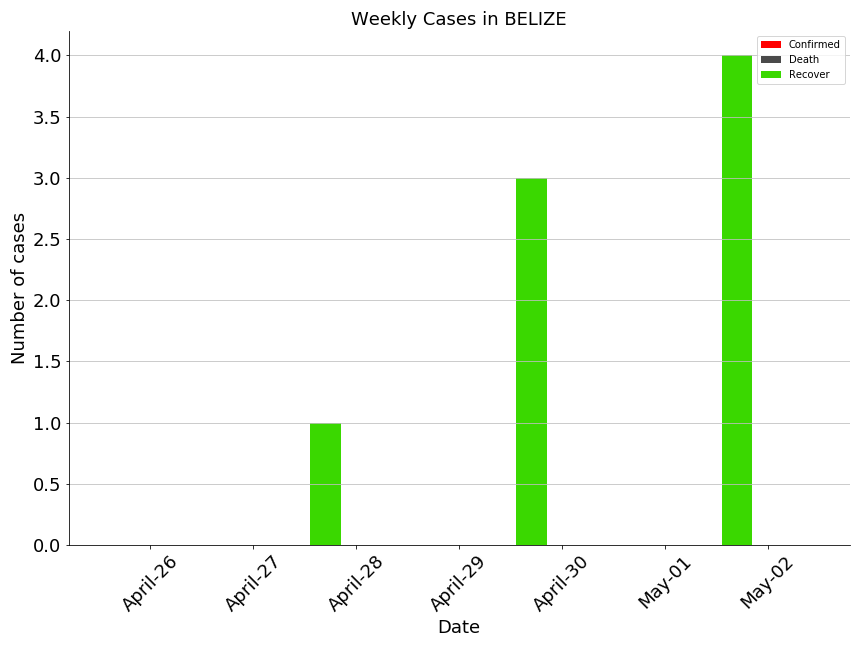 Weekly Cases in BELIZE
Confirmed
Death
Recover
Number of cases
4.0
3.5
3.0
2.5
2.0
1.5
1.0
0.5
0.0
April-26
April-27
April-28
April-29
April-30
May-01
May-02
Date